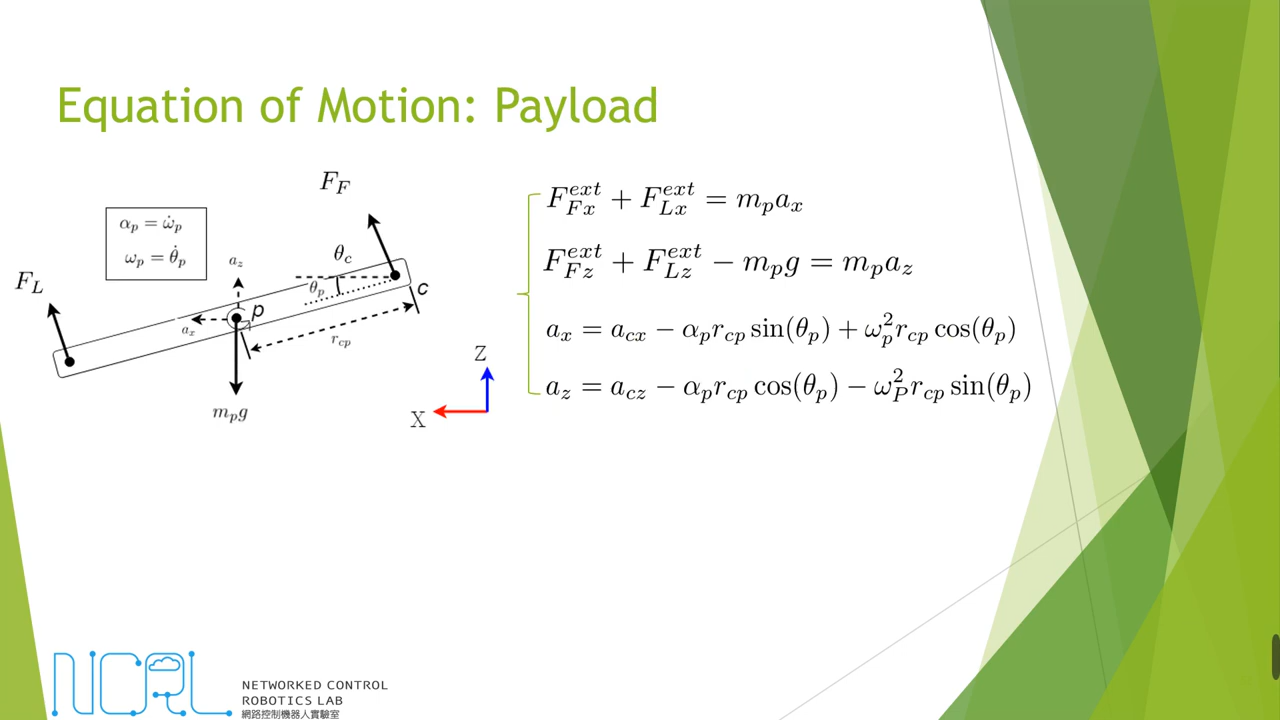 Equation of Motion: Payload
F_F
α_p = ω̇_p
ω_p = θ̇_p
F_L
a_z
θ_c
θ_p
c
p
a_x
r_cp
m_pg
Z
X
F_{Fx}^{ext} + F_{Lx}^{ext} = m_p a_x
F_{Fz}^{ext} + F_{Lz}^{ext} − m_p g = m_p a_z
a_x = a_{cx} − α_p r_{cp} sin(θ_p) + ω_p^2 r_{cp} cos(θ_p)
a_z = a_{cz} − α_p r_{cp} cos(θ_p) − ω_P^2 r_{cp} sin(θ_p)
NCRL
NETWORKED CONTROL
ROBOTICS LAB
網路控制機器人實驗室